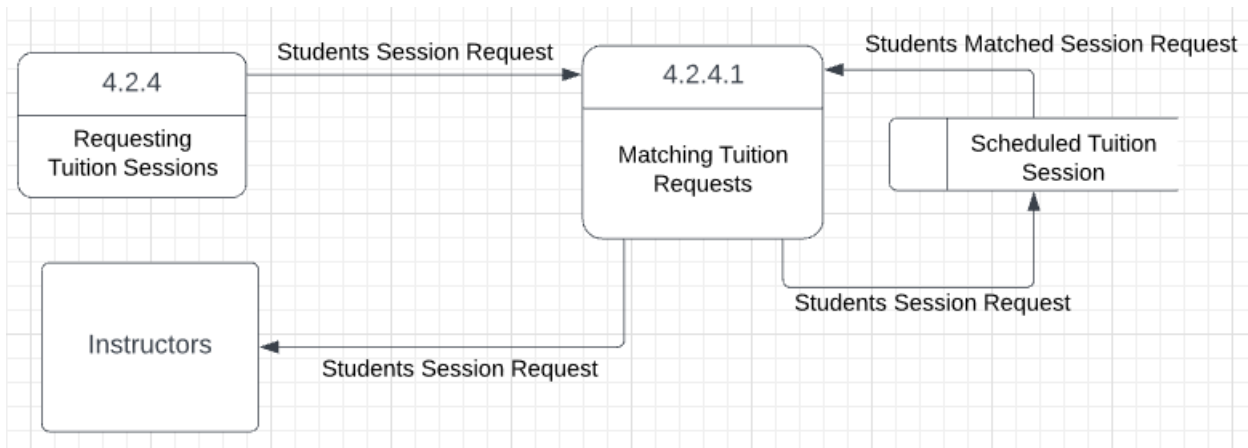 Students Session Request
Students Matched Session Request
4.2.4
4.2.4.1
Requesting
Tuition Sessions
Matching Tuition
Requests
Scheduled Tuition
Session
Students Session Request
Instructors
Students Session Request